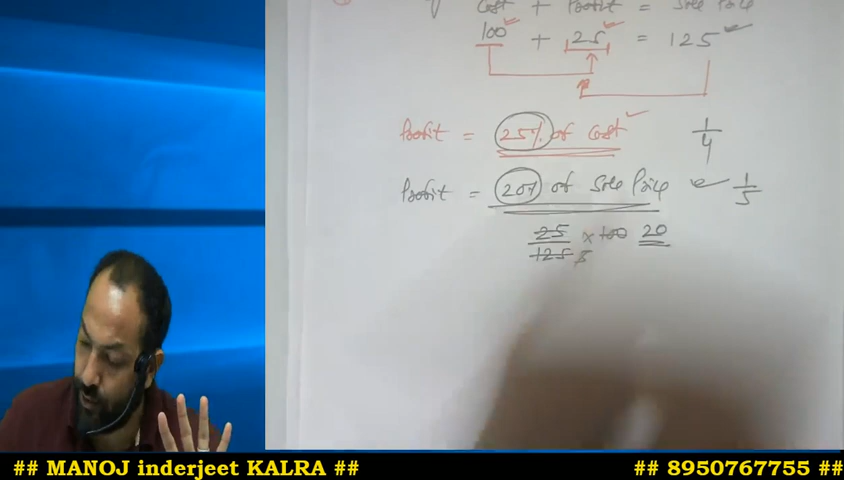 Cost + Profit = Sale Price
100 + 25 = 125
Profit = 25% of Cost 1/4
Profit = 20% of Sale Price 1/5
25/125 5 × 100 20
## MANOJ inderjeet KALRA ## ## 8950767755 ##